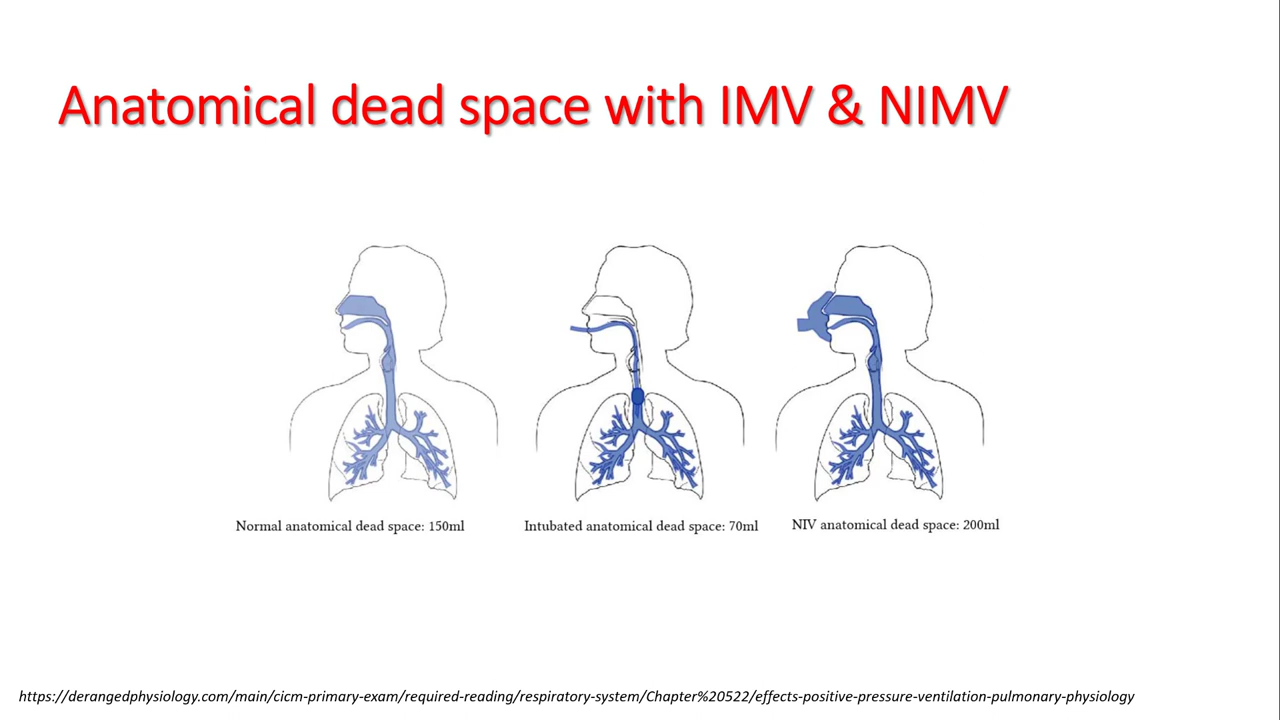 Anatomical dead space with IMV & NIMV
Normal anatomical dead space: 150ml
Intubated anatomical dead space: 70ml
NIV anatomical dead space: 200ml
https://derangedphysiology.com/main/cicm-primary-exam/required-reading/respiratory-system/Chapter%20522/effects-positive-pressure-ventilation-pulmonary-physiology